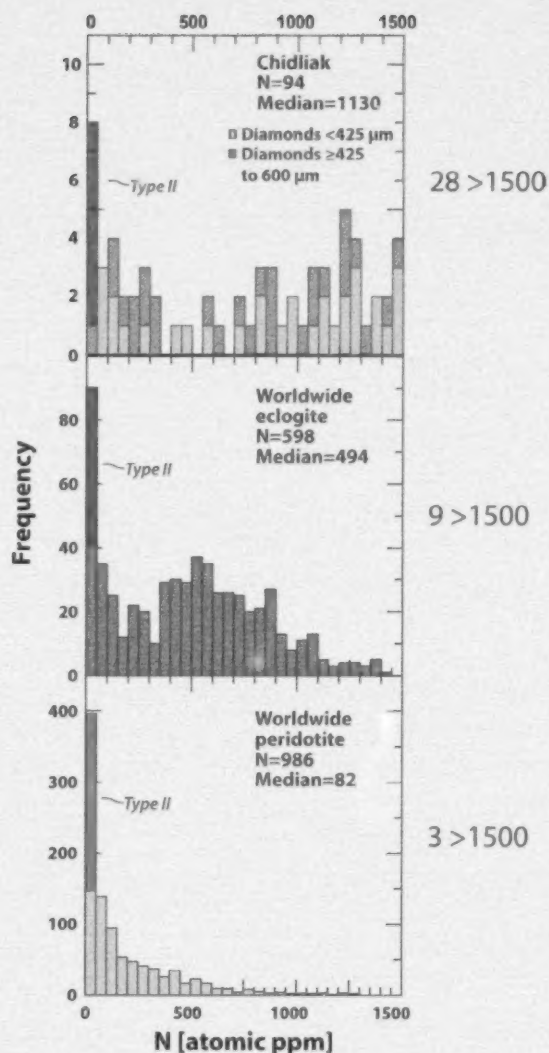 0 500 1000 1500
10
8
6
4
2
0
Chidliak
N=94
Median=1130
Diamonds <425 µm
Diamonds ≥425
to 600 µm
Type II
28 >1500
80
60
40
20
0
Worldwide
eclogite
N=598
Median=494
Type II
9 >1500
Frequency
400
300
200
100
0
Worldwide
peridotite
N=986
Median=82
Type II
3 >1500
0 500 1000 1500
N [atomic ppm]